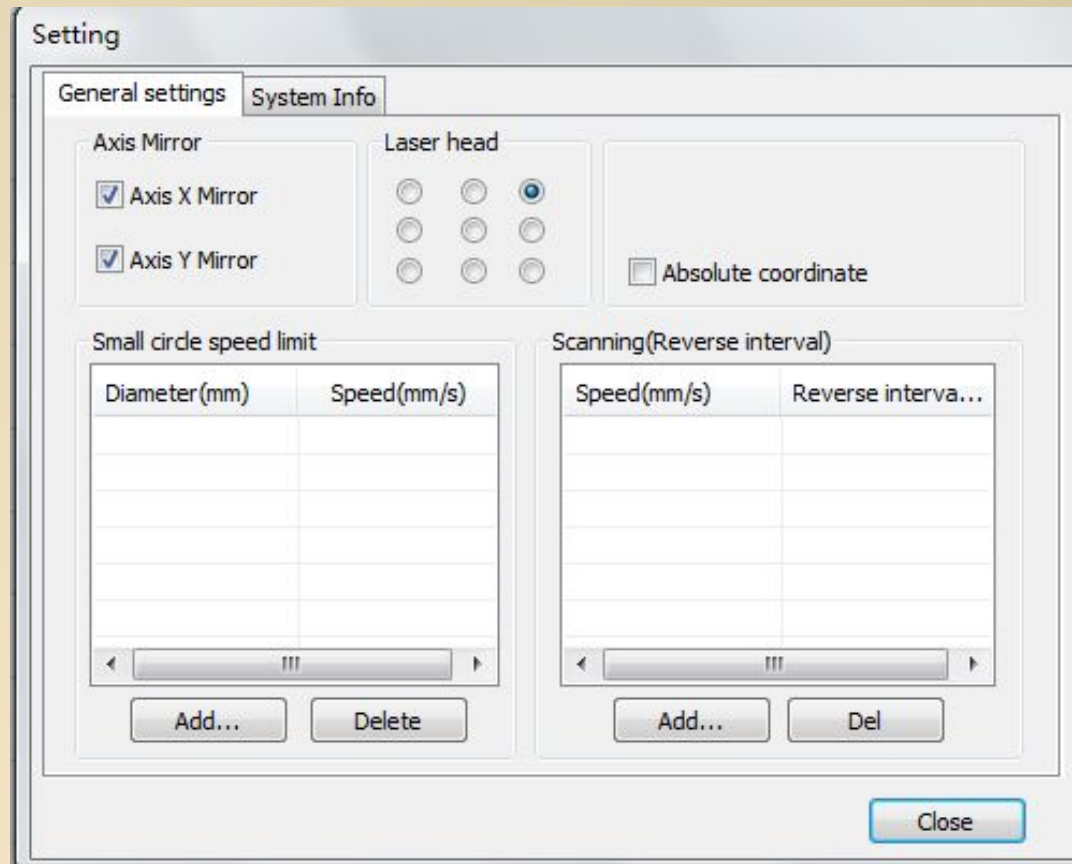 Setting
General settings System Info
Axis Mirror
Axis X Mirror
Axis Y Mirror
Laser head
Absolute coordinate
Small circle speed limit
Diameter(mm) Speed(mm/s)
Add... Delete
Scanning(Reverse interval)
Speed(mm/s) Reverse interva...
Add... Del
Close